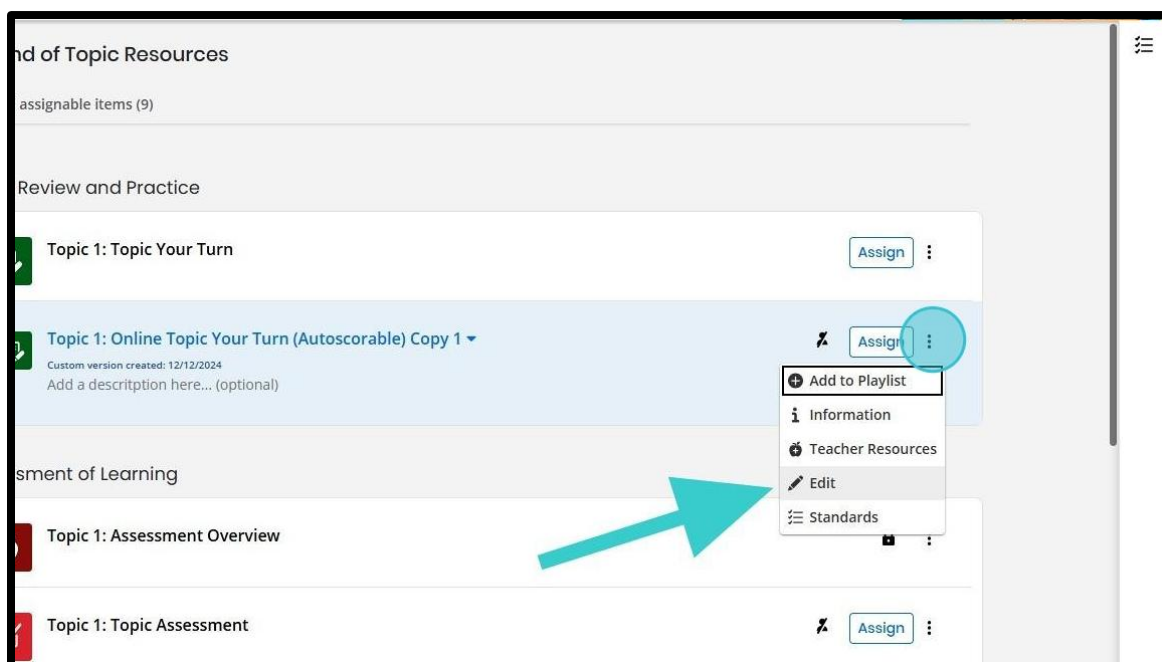 nd of Topic Resources
assignable items (9)
Review and Practice
Topic 1: Topic Your Turn
Assign
Topic 1: Online Topic Your Turn (Autoscorable) Copy 1
Assign
Custom version created: 12/12/2024
Add a descritption here... (optional)
Add to Playlist
Information
Teacher Resources
Edit
Standards
sment of Learning
Topic 1: Assessment Overview
Topic 1: Topic Assessment
Assign